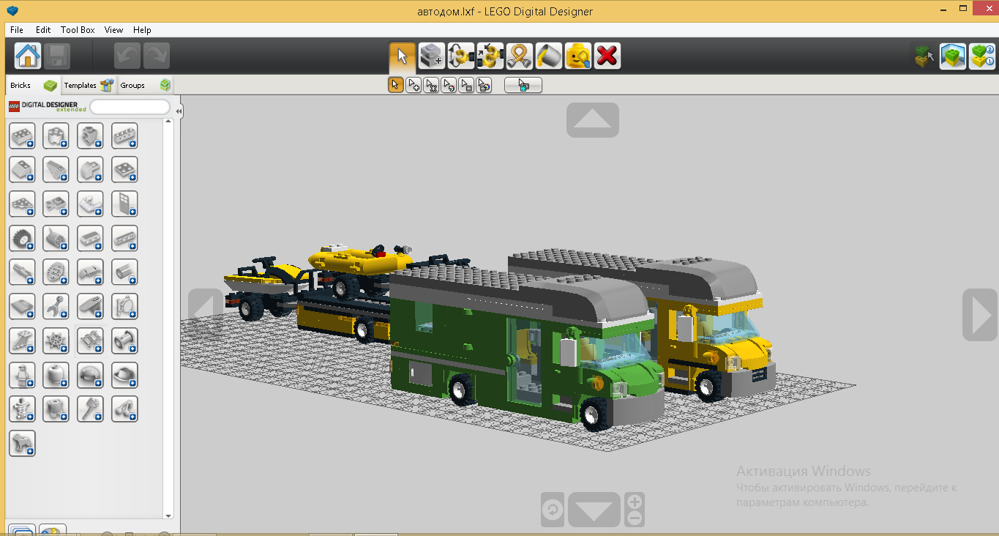 автодом.lxf - LEGO Digital Designer
File Edit Tool Box View Help
Bricks Templates Groups
LEGO DIGITAL DESIGNER
extended
Активация Windows
Чтобы активировать Windows, перейдите к
параметрам компьютера.